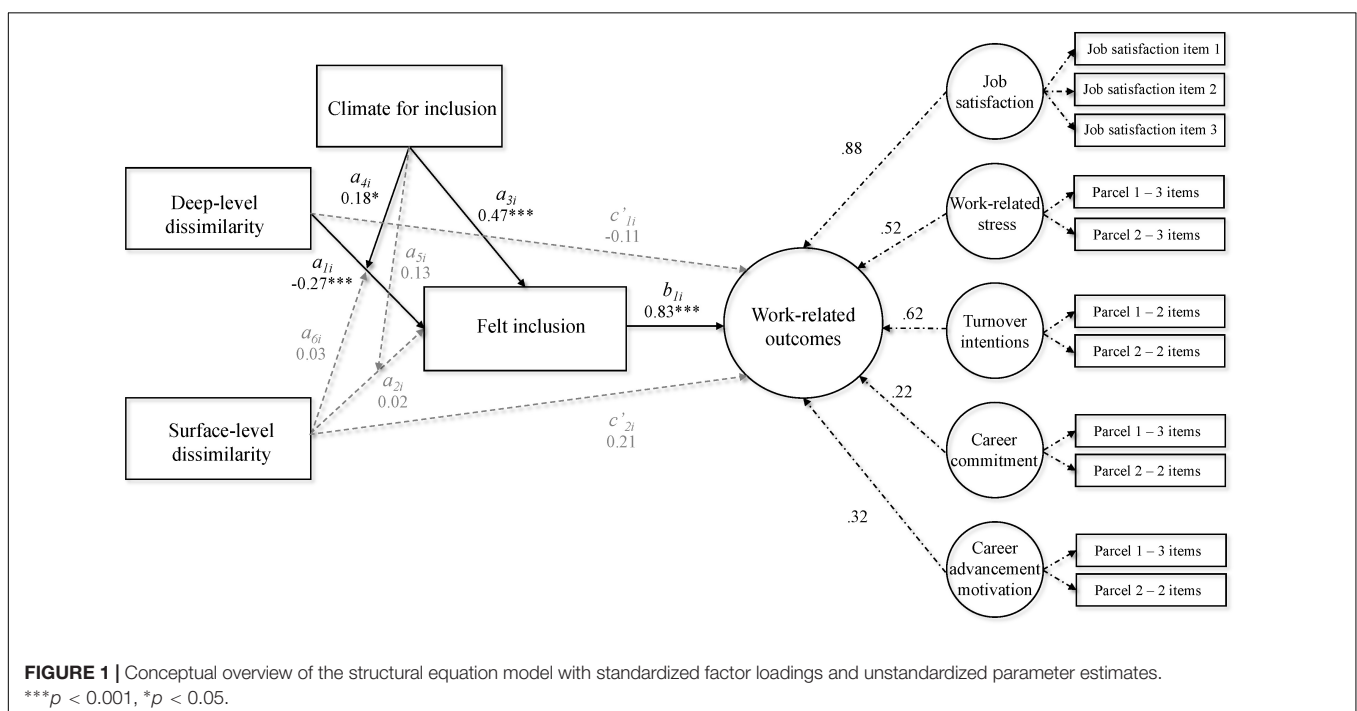 Climate for inclusion
Deep-level
dissimilarity
Surface-level
dissimilarity
a4i
0.18*
a3i
0.47***
a1i
-0.27***
a5i
0.13
a6i
0.03
a2i
0.02
c'1i
-0.11
c'2i
0.21
Felt inclusion
b1i
0.83***
Work-related
outcomes
.88
.52
.62
.22
.32
Job
satisfaction
Job satisfaction item 1
Job satisfaction item 2
Job satisfaction item 3
Work-related
stress
Parcel 1 – 3 items
Parcel 2 – 3 items
Turnover
intentions
Parcel 1 – 2 items
Parcel 2 – 2 items
Career
commitment
Parcel 1 – 3 items
Parcel 2 – 2 items
Career
advancement
motivation
Parcel 1 – 3 items
Parcel 2 – 2 items
FIGURE 1 | Conceptual overview of the structural equation model with standardized factor loadings and unstandardized parameter estimates.
***p < 0.001, *p < 0.05.